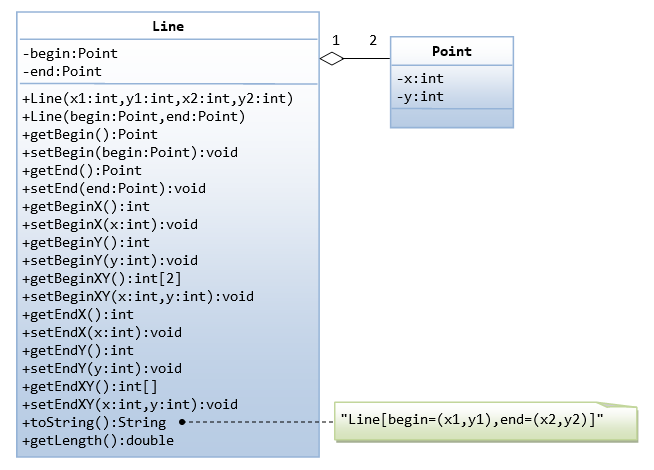 Line
-begin:Point
-end:Point
+Line(x1:int,y1:int,x2:int,y2:int)
+Line(begin:Point,end:Point)
+getBegin():Point
+setBegin(begin:Point):void
+getEnd():Point
+setEnd(end:Point):void
+getBeginX():int
+setBeginX(x:int):void
+getBeginY():int
+setBeginY(y:int):void
+getBeginXY():int[2]
+setBeginXY(x:int,y:int):void
+getEndX():int
+setEndX(x:int):void
+getEndY():int
+setEndY(y:int):void
+getEndXY():int[]
+setEndXY(x:int,y:int):void
+toString():String
+getLength():double
1 2
Point
-x:int
-y:int
"Line[begin=(x1,y1),end=(x2,y2)]"